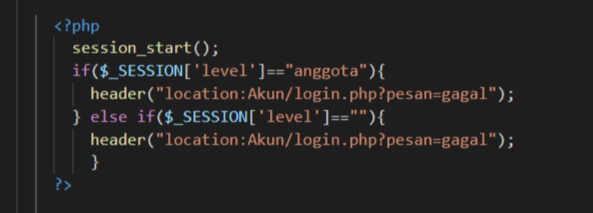 <?php
session_start();
if($_SESSION['level']=="anggota"){
header("location:Akun/login.php?pesan=gagal");
} else if($_SESSION['level']==""){
header("location:Akun/login.php?pesan=gagal");
}
?>